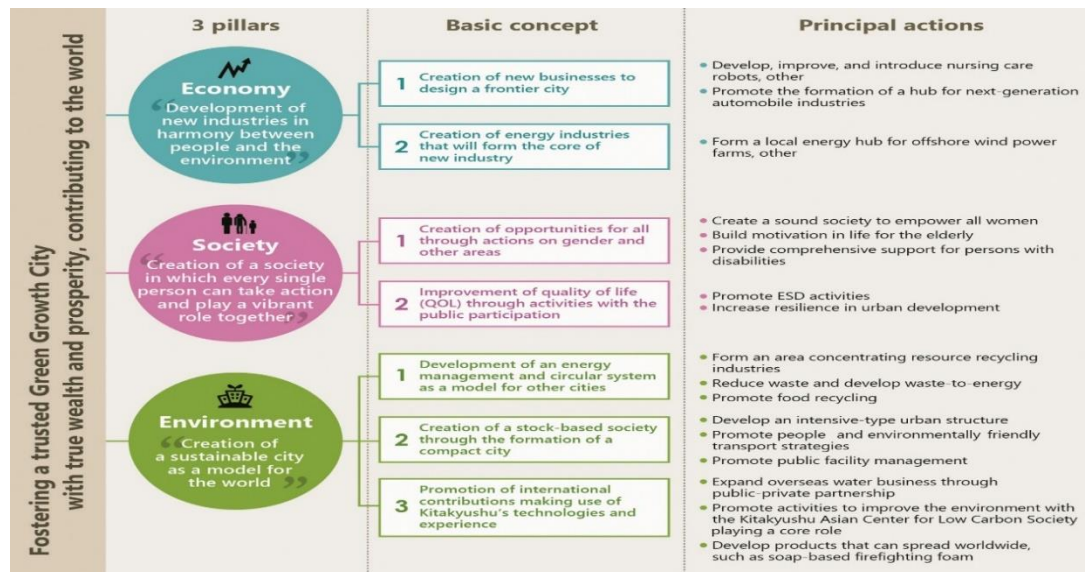 Fostering a trusted Green Growth City
with true wealth and prosperity, contributing to the world
3 pillars
Basic concept
Principal actions
Economy
“Development of
new industries in
harmony between
people and the
environment”
1 Creation of new businesses to
design a frontier city
2 Creation of energy industries
that will form the core of
new industry
• Develop, improve, and introduce nursing care
robots, other
• Promote the formation of a hub for next-generation
automobile industries
• Form a local energy hub for offshore wind power
farms, other
Society
“Creation of a society
in which every single
person can take action
and play a vibrant
role together”
1 Creation of opportunities for all
through actions on gender and
other areas
2 Improvement of quality of life
(QOL) through activities with the
public participation
• Create a sound society to empower all women
• Build motivation in life for the elderly
• Provide comprehensive support for persons with
disabilities
• Promote ESD activities
• Increase resilience in urban development
Environment
“Creation of
a sustainable city
as a model for
the world”
1 Development of an energy
management and circular system
as a model for other cities
2 Creation of a stock-based society
through the formation of a
compact city
3 Promotion of international
contributions making use of
Kitakyushu's technologies and
experience
• Form an area concentrating resource recycling
industries
• Reduce waste and develop waste-to-energy
• Promote food recycling
• Develop an intensive-type urban structure
• Promote people and environmentally friendly
transport strategies
• Promote public facility management
• Expand overseas water business through
public-private partnership
• Promote activities to improve the environment with
the Kitakyushu Asian Center for Low Carbon Society
playing a core role
• Develop products that can spread worldwide,
such as soap-based firefighting foam